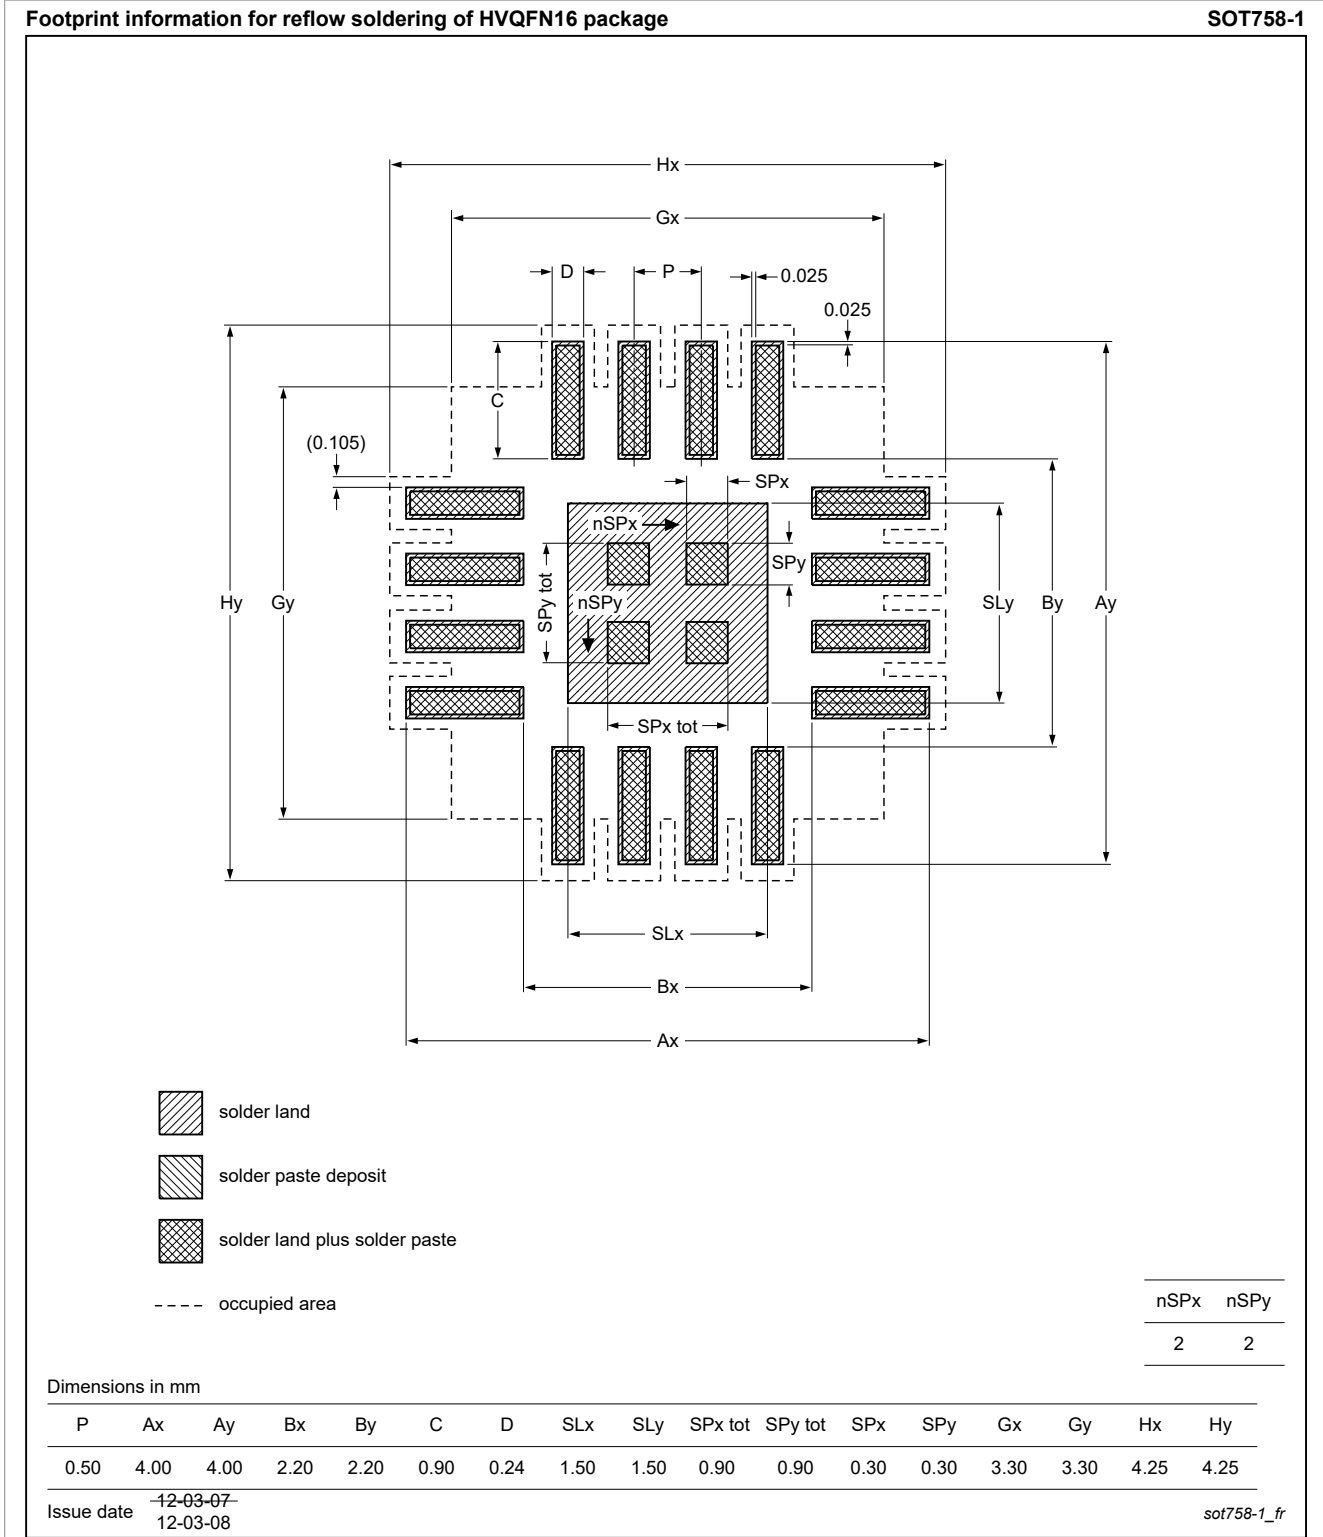 Footprint information for reflow soldering of HVQFN16 package SOT758-1
Hx
Gx
D P 0.025
0.025
C
(0.105)
SPx
nSPx
SPy
SPy tot
nSPy
Hy Gy SLy By Ay
SPx tot
SLx
Bx
Ax
solder land
solder paste deposit
solder land plus solder paste
occupied area
nSPx nSPy
2 2
Dimensions in mm
P Ax Ay Bx By C D SLx SLy SPx tot SPy tot SPx SPy Gx Gy Hx Hy
0.50 4.00 4.00 2.20 2.20 0.90 0.24 1.50 1.50 0.90 0.90 0.30 0.30 3.30 3.30 4.25 4.25
Issue date 12-03-07
12-03-08
sot758-1_fr